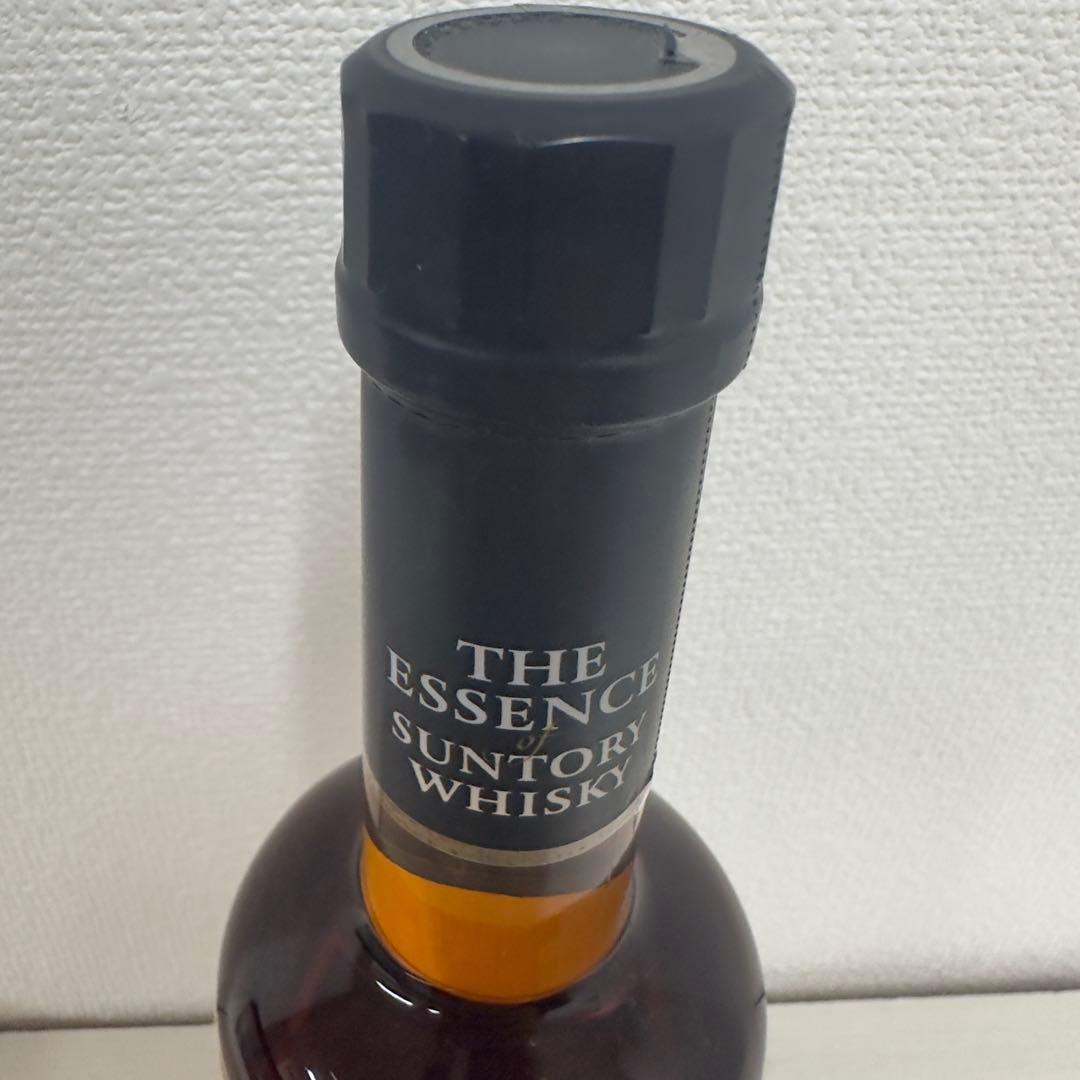 THE
ESSENCE
of
SUNTORY
WHISKY